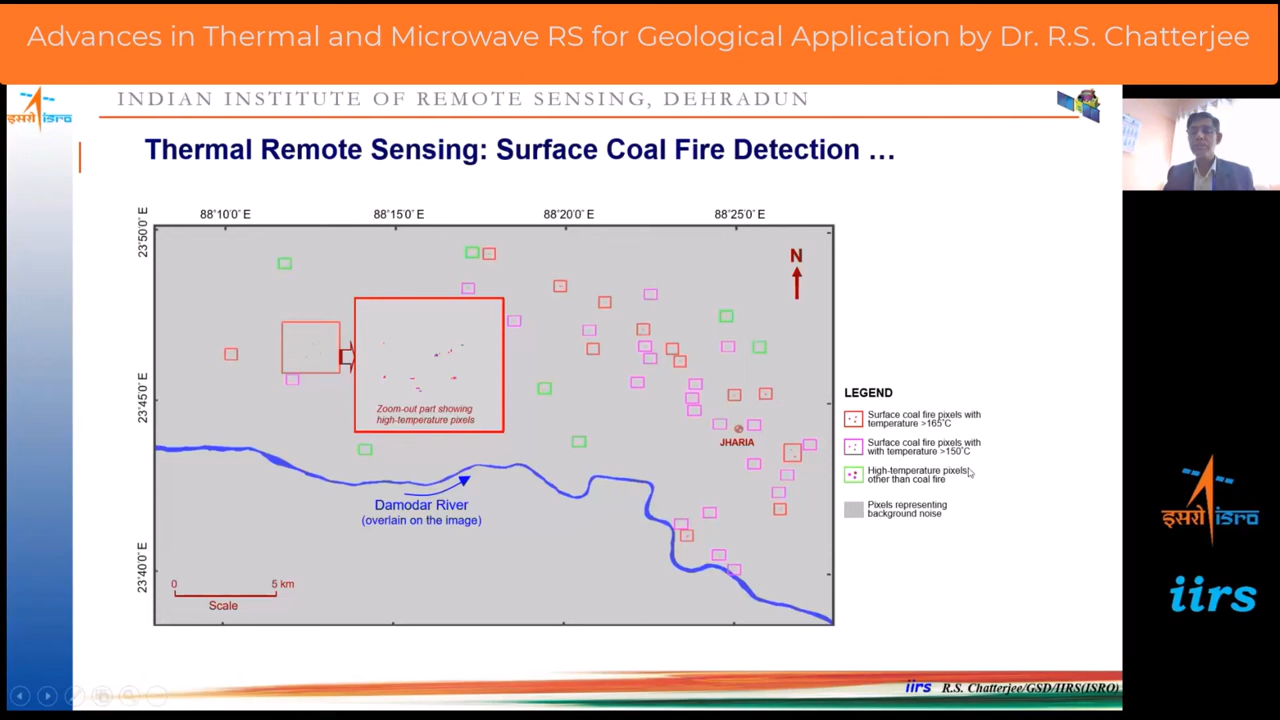 Advances in Thermal and Microwave RS for Geological Application by Dr. R.S. Chatterjee
इसरो isro
INDIAN INSTITUTE OF REMOTE SENSING, DEHRADUN
Thermal Remote Sensing: Surface Coal Fire Detection ...
88°10'0" E
88°15'0" E
88°20'0" E
88°25'0" E
23°50'0" E
23°45'0" E
23°40'0" E
N
Zoom-out part showing
high-temperature pixels
JHARIA
Damodar River
(overlain on the image)
0 5 km
Scale
LEGEND
Surface coal fire pixels with
temperature >165°C
Surface coal fire pixels with
with temperature >150°C
High-temperature pixels
other than coal fire
Pixels representing
background noise
इसरो isro
iirs
iirs R.S. Chatterjee/GSD/IIRS(ISRO)